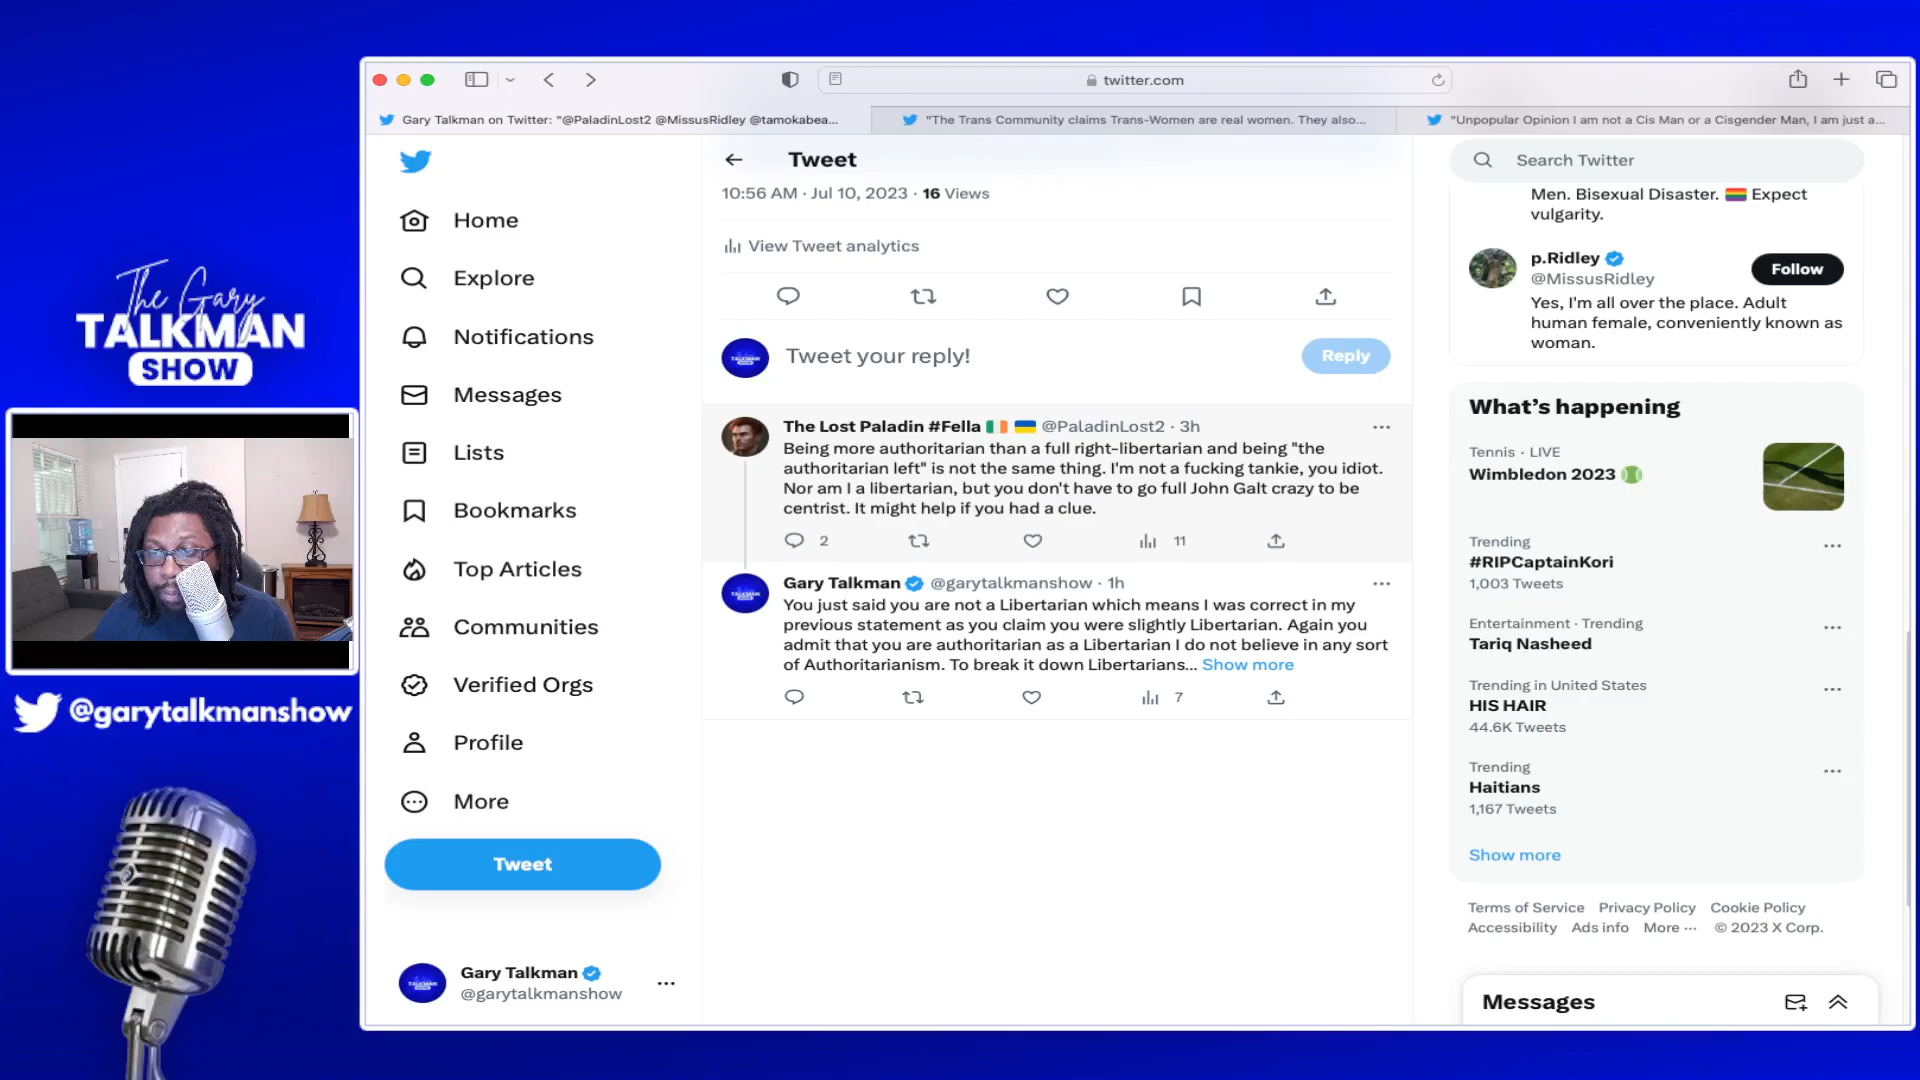 The Gary
TALKMAN
SHOW
@garytalkmanshow
twitter.com
Gary Talkman on Twitter: "@PaladinLost2 @MissusRidley @tamokabea...
"The Trans Community claims Trans-Women are real women. They also...
"Unpopular Opinion I am not a Cis Man or a Cisgender Man, I am just a...
Home
Explore
Notifications
Messages
Lists
Bookmarks
Top Articles
Communities
Verified Orgs
Profile
More
Tweet
Gary Talkman
@garytalkmanshow
Tweet
10:56 AM · Jul 10, 2023 · 16 Views
View Tweet analytics
Tweet your reply!
Reply
The Lost Paladin #Fella 🇮🇪 🇺🇦 @PaladinLost2 · 3h
Being more authoritarian than a full right-libertarian and being "the
authoritarian left" is not the same thing. I'm not a fucking tankie, you idiot.
Nor am I a libertarian, but you don't have to go full John Galt crazy to be
centrist. It might help if you had a clue.
2
11
Gary Talkman @garytalkmanshow · 1h
You just said you are not a Libertarian which means I was correct in my
previous statement as you claim you were slightly Libertarian. Again you
admit that you are authoritarian as a Libertarian I do not believe in any sort
of Authoritarianism. To break it down Libertarians... Show more
7
Search Twitter
Men. Bisexual Disaster. 🏳️‍🌈 Expect
vulgarity.
p.Ridley
@MissusRidley
Follow
Yes, I'm all over the place. Adult
human female, conveniently known as
woman.
What's happening
Tennis · LIVE
Wimbledon 2023
Trending
#RIPCaptainKori
1,003 Tweets
Entertainment · Trending
Tariq Nasheed
Trending in United States
HIS HAIR
44.6K Tweets
Trending
Haitians
1,167 Tweets
Show more
Terms of Service Privacy Policy Cookie Policy
Accessibility Ads info More ··· © 2023 X Corp.
Messages